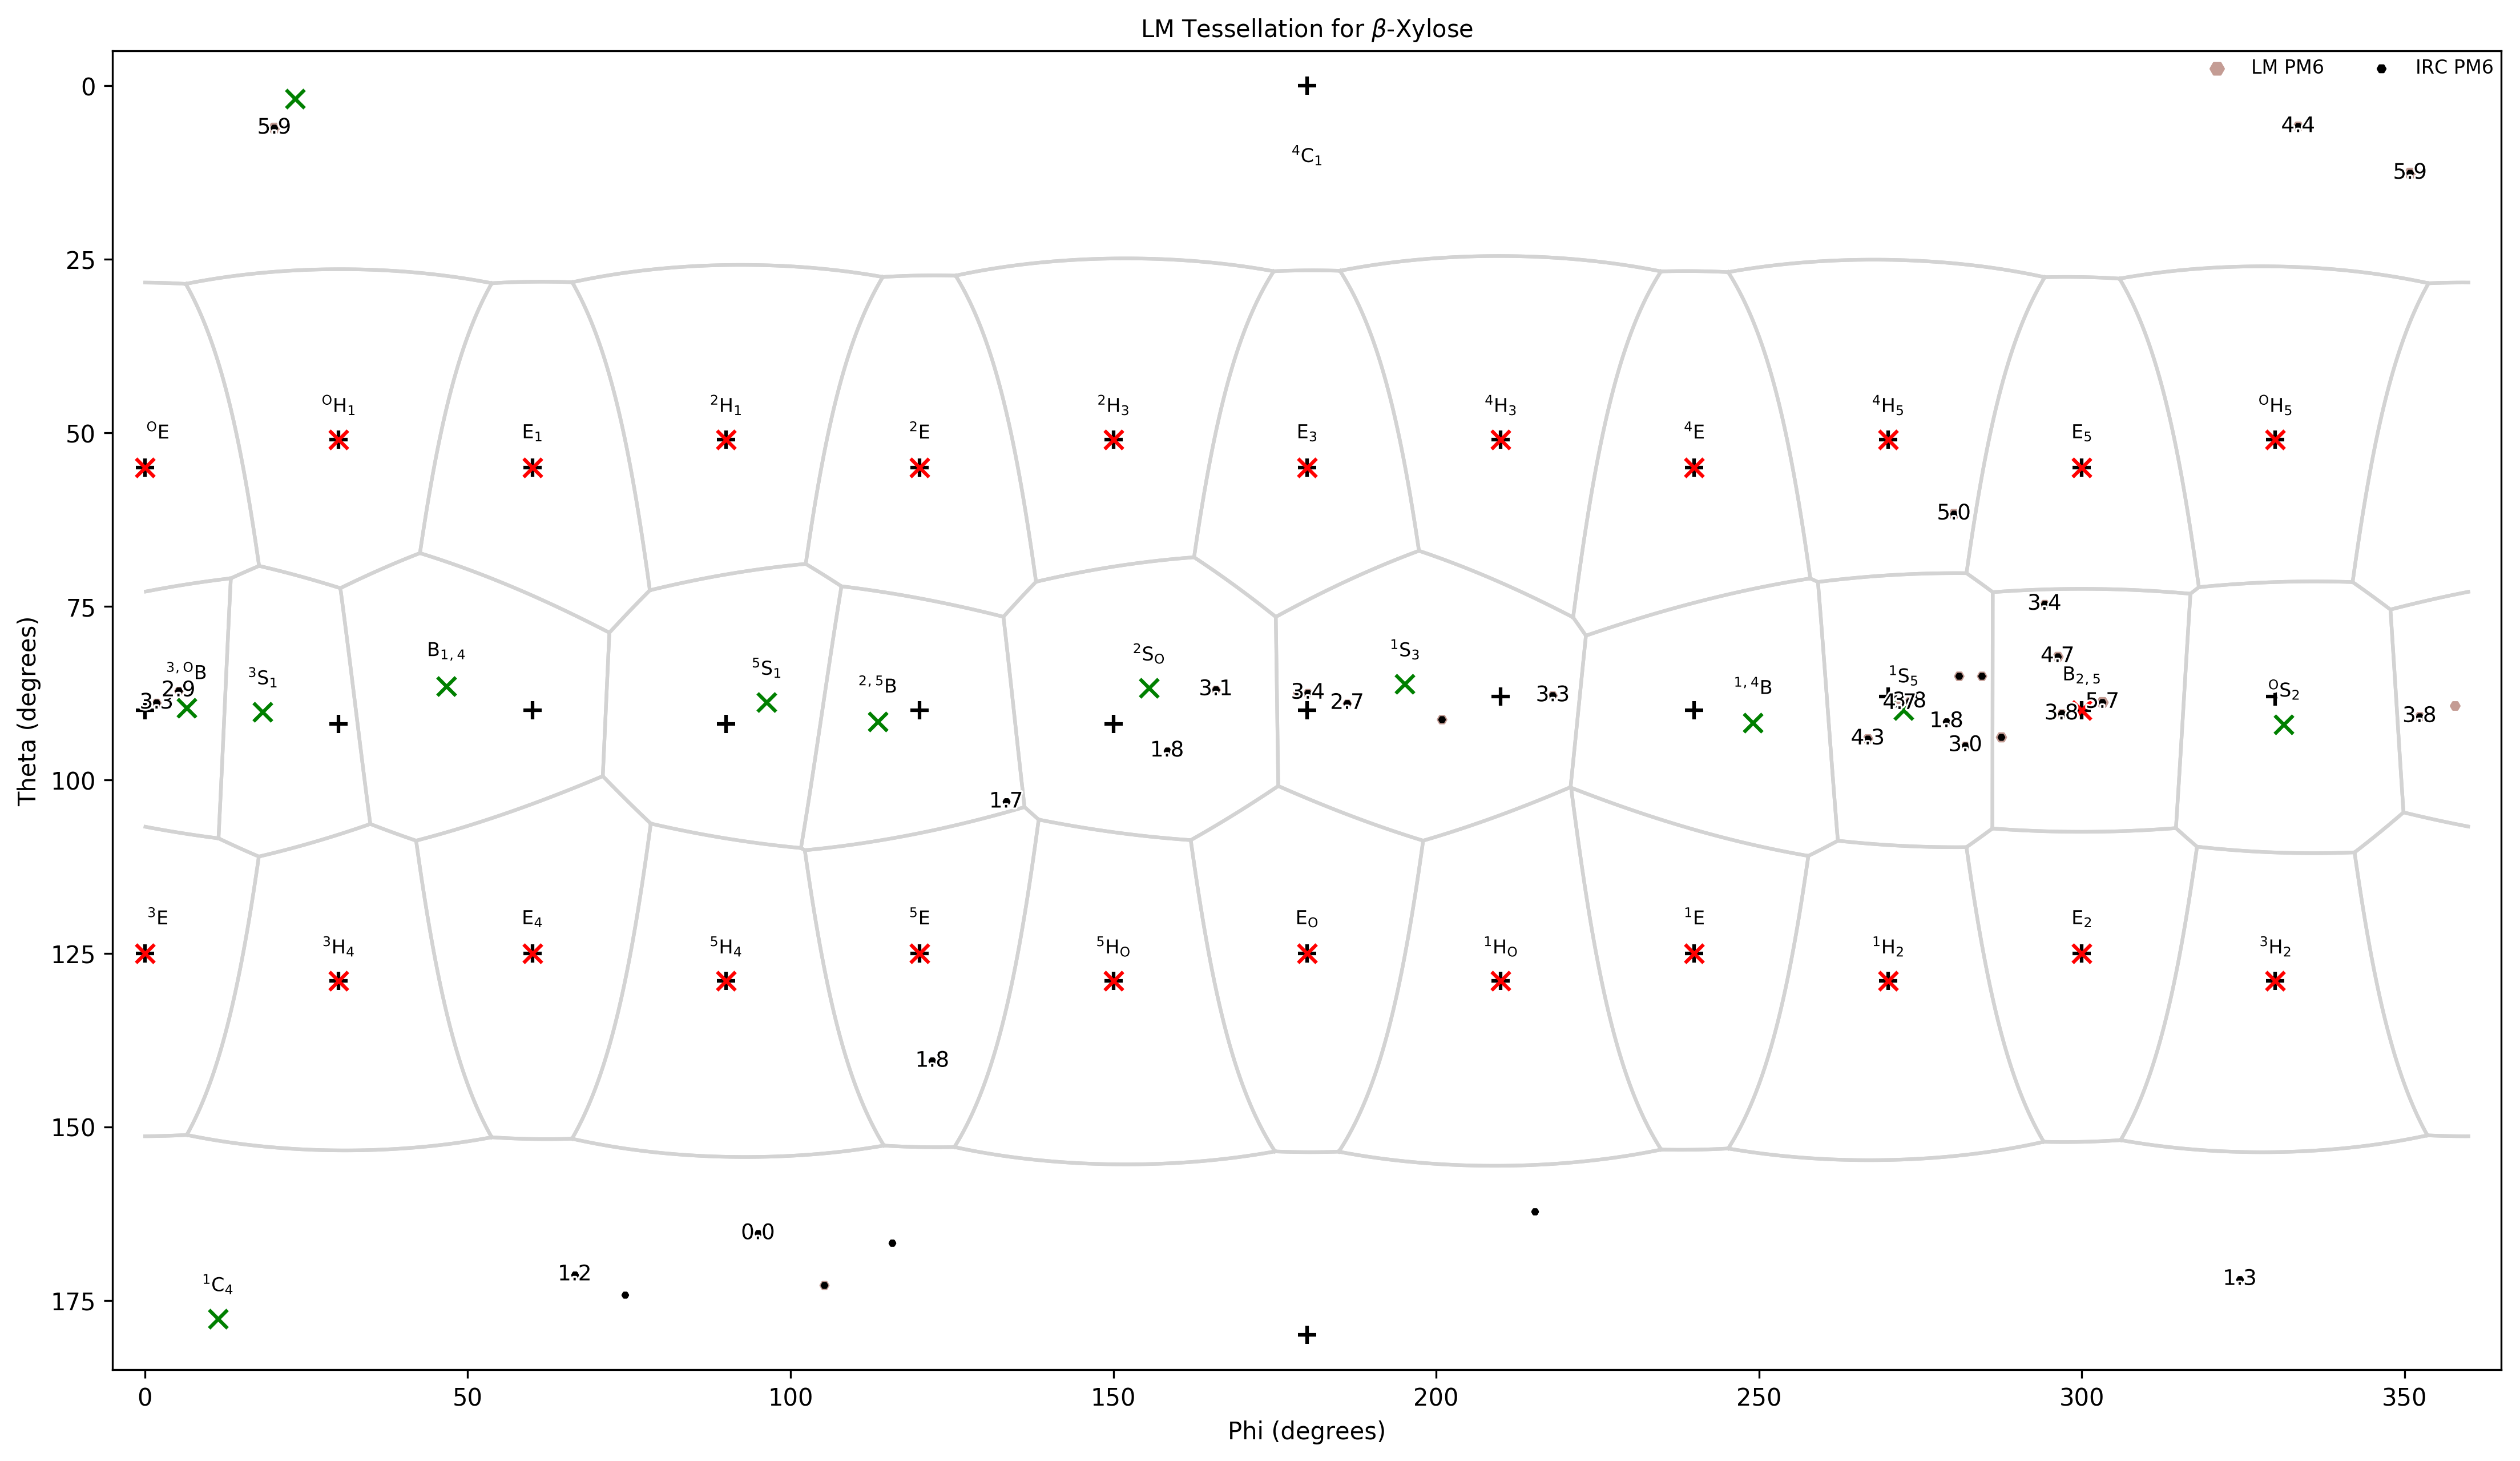 LM Tessellation for β-Xylose
LM PM6
IRC PM6
0
25
50
75
100
125
150
175
Theta (degrees)
5.9
4.4
5.9
⁴C₁
ᴼE
ᴼH₁
E₁
²H₁
²E
²H₃
E₃
⁴H₃
⁴E
⁴H₅
E₅
ᴼH₅
5.0
3.4
4.7
³,ᴼB
³S₁
B₁,₄
⁵S₁
²,⁵B
²Sₒ
¹S₃
¹,⁴B
¹S₅
B₂,₅
ᴼS₂
3.3
2.9
3.1
3.4
2.7
3.3
4.7
3.8
5.7
3.8
3.8
1.8
1.8
4.3
3.0
1.7
³E
³H₄
E₄
⁵H₄
⁵E
⁵Hₒ
Eₒ
¹Hₒ
¹E
¹H₂
E₂
³H₂
1.8
0.0
1.2
1.3
¹C₄
0
50
100
150
200
250
300
350
Phi (degrees)